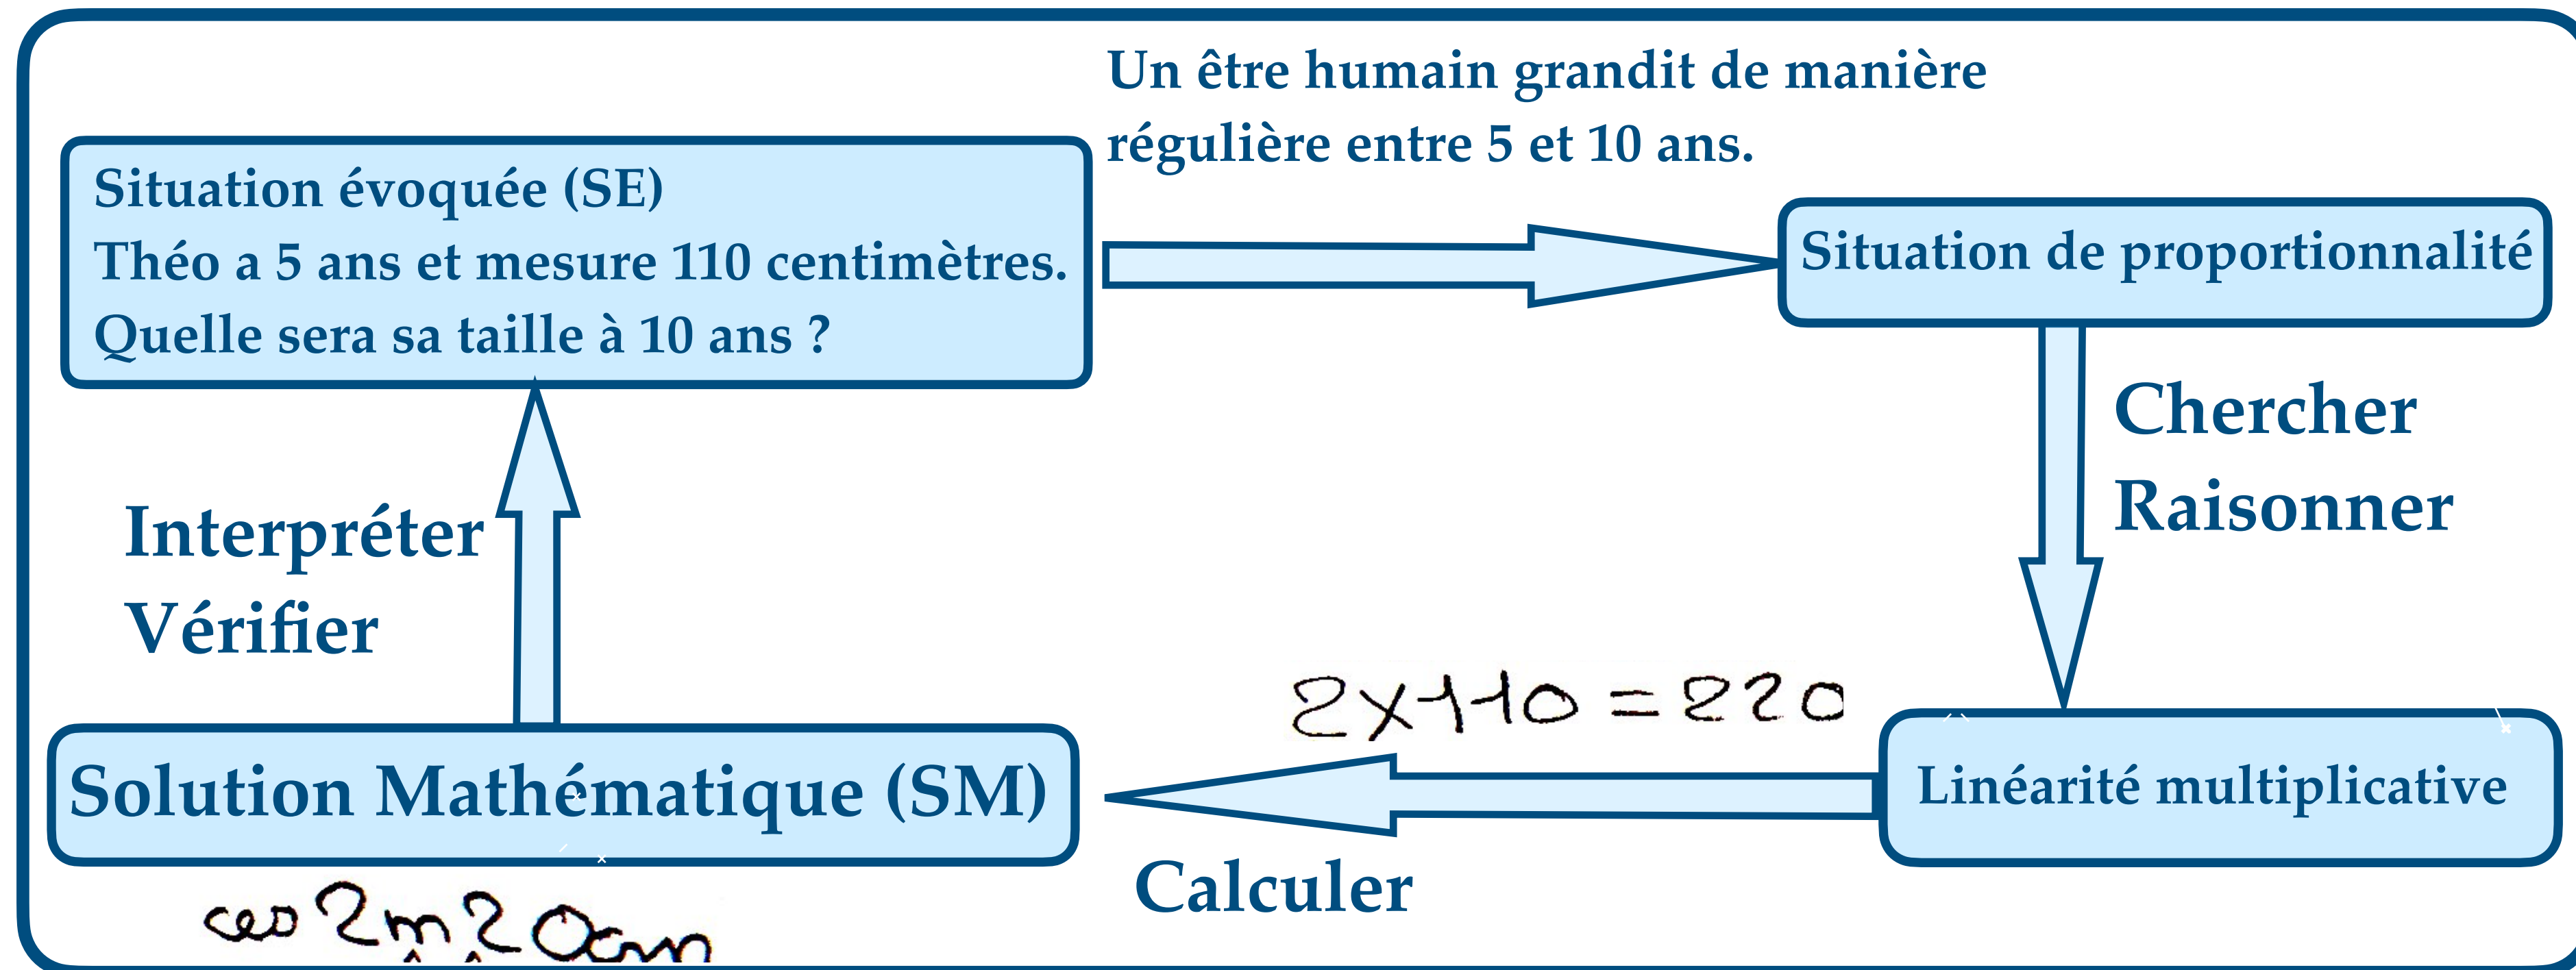 Un être humain grandit de manière
régulière entre 5 et 10 ans.
Situation évoquée (SE)
Théo a 5 ans et mesure 110 centimètres.
Quelle sera sa taille à 10 ans ?
Situation de proportionnalité
Chercher
Raisonner
Interpréter
Vérifier
2x110 = 220
Solution Mathématique (SM)
Linéarité multiplicative
Calculer
2m20cm